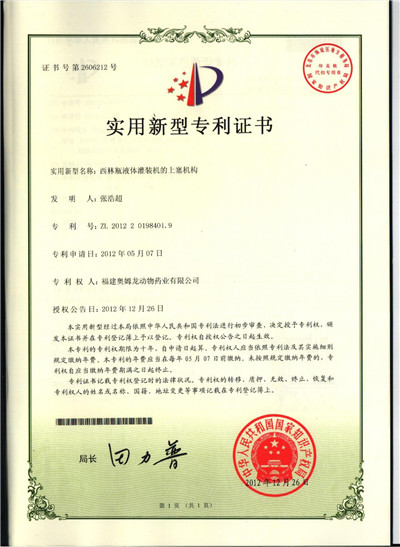 证书号第2606212号
实用新型专利证书
实用新型名称：西林瓶液体灌装机的上塞机构
发明人：张浩超
专利号：ZL 2012 2 0198401.9
专利申请日：2012年05月07日
专利权人：福建奥姆龙动物药业有限公司
授权公告日：2012年12月26日
本实用新型经过本局依照中华人民共和国专利法进行初步审查，决定授予专利权，颁
发本证书并在专利登记簿上予以登记。专利权自授权公告之日起生效。
本专利的专利权期限为十年，自申请日起算。专利权人应当依照专利法及其实施细则
规定缴纳年费。本专利的年费应当在每年05月07日前缴纳。未按照规定缴纳年费的，专
利权自应当缴纳年费期满之日起终止。
专利证书记载专利权登记时的法律状况。专利权的转移、质押、无效、终止、恢复和
专利权人的姓名或名称、国籍、地址变更等事项记载在专利登记簿上。
局长
田力普
中华人民共和国国家知识产权局
2012年12月26日
第1页（共1页）